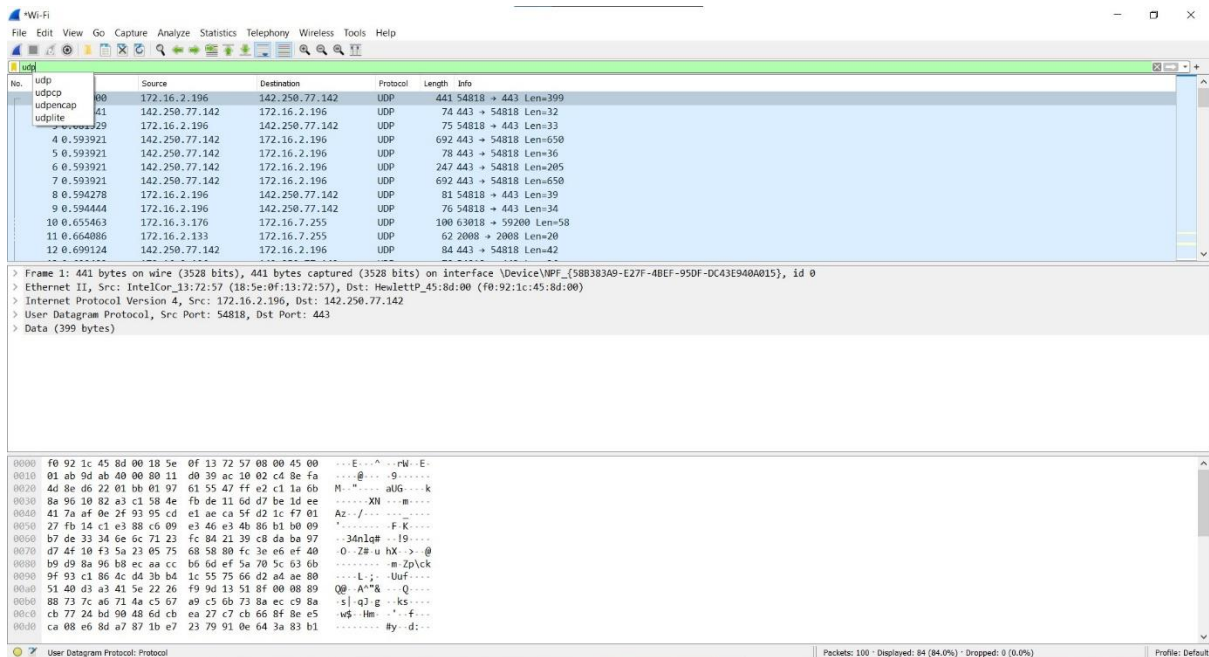 *Wi-Fi
File Edit View Go Capture Analyze Statistics Telephony Wireless Tools Help
udp
udp
udpcp
udpencap
udplite
No. Source Destination Protocol Length Info
00 172.16.2.196 142.250.77.142 UDP 441 54818 → 443 Len=399
41 142.250.77.142 172.16.2.196 UDP 74 443 → 54818 Len=32
29 172.16.2.196 142.250.77.142 UDP 75 54818 → 443 Len=33
4 0.593921 142.250.77.142 172.16.2.196 UDP 692 443 → 54818 Len=650
5 0.593921 142.250.77.142 172.16.2.196 UDP 78 443 → 54818 Len=36
6 0.593921 142.250.77.142 172.16.2.196 UDP 247 443 → 54818 Len=205
7 0.593921 142.250.77.142 172.16.2.196 UDP 692 443 → 54818 Len=650
8 0.594278 172.16.2.196 142.250.77.142 UDP 81 54818 → 443 Len=39
9 0.594444 172.16.2.196 142.250.77.142 UDP 76 54818 → 443 Len=34
10 0.655463 172.16.3.176 172.16.7.255 UDP 100 63018 → 59200 Len=58
11 0.664086 172.16.2.133 172.16.7.255 UDP 62 2008 → 2008 Len=20
12 0.699124 142.250.77.142 172.16.2.196 UDP 84 443 → 54818 Len=42
> Frame 1: 441 bytes on wire (3528 bits), 441 bytes captured (3528 bits) on interface \Device\NPF_{58B383A9-E27F-4BEF-95DF-DC43E940A015}, id 0
> Ethernet II, Src: IntelCor_13:72:57 (18:5e:0f:13:72:57), Dst: HewlettP_45:8d:00 (f0:92:1c:45:8d:00)
> Internet Protocol Version 4, Src: 172.16.2.196, Dst: 142.250.77.142
> User Datagram Protocol, Src Port: 54818, Dst Port: 443
> Data (399 bytes)
0000 f0 92 1c 45 8d 00 18 5e 0f 13 72 57 08 00 45 00 ···E···^ ··rW··E·
0010 01 ab 9d ab 40 00 80 11 d0 39 ac 10 02 c4 8e fa ····@··· ·9······
0020 4d 8e d6 22 01 bb 01 97 61 55 47 ff e2 c1 1a 6b M··"···· aUG····k
0030 8a 96 10 82 a3 c1 58 4e fb de 11 6d d7 be 1d ee ······XN ···m····
0040 41 7a af 0e 2f 93 95 cd e1 ae ca 5f d2 1c f7 01 Az··/··· ···_····
0050 27 fb 14 c1 e3 88 c6 09 e3 46 e3 4b 86 b1 b0 09 '······· ·F·K····
0060 b7 de 33 34 6e 6c 71 23 fc 84 21 39 c8 da ba 97 ··34nlq# ··!9····
0070 d7 4f 10 f3 5a 23 05 75 68 58 80 fc 3e e6 ef 40 ·O··Z#·u hX··>··@
0080 b9 d9 8a 96 b8 ec aa cc b6 6d ef 5a 70 5c 63 6b ········ ·m·Zp\ck
0090 9f 93 c1 86 4c d4 3b b4 1c 55 75 66 d2 a4 ae 80 ····L·;· ·Uuf····
00a0 51 40 d3 a3 41 5e 22 26 f9 9d 13 51 8f 00 08 89 Q@··A^"& ···Q····
00b0 88 73 7c a6 71 4a c5 67 a9 c5 6b 73 8a ec c9 8a ·s|·qJ·g ··ks····
00c0 cb 77 24 bd 90 48 6d cb ea 27 c7 cb 66 8f 8e e5 ·w$··Hm· ·'··f···
00d0 ca 08 e6 8d a7 87 1b e7 23 79 91 0e 64 3a 83 b1 ········ #y··d:··
User Datagram Protocol: Protocol Packets: 100 · Displayed: 84 (84.0%) · Dropped: 0 (0.0%) Profile: Default